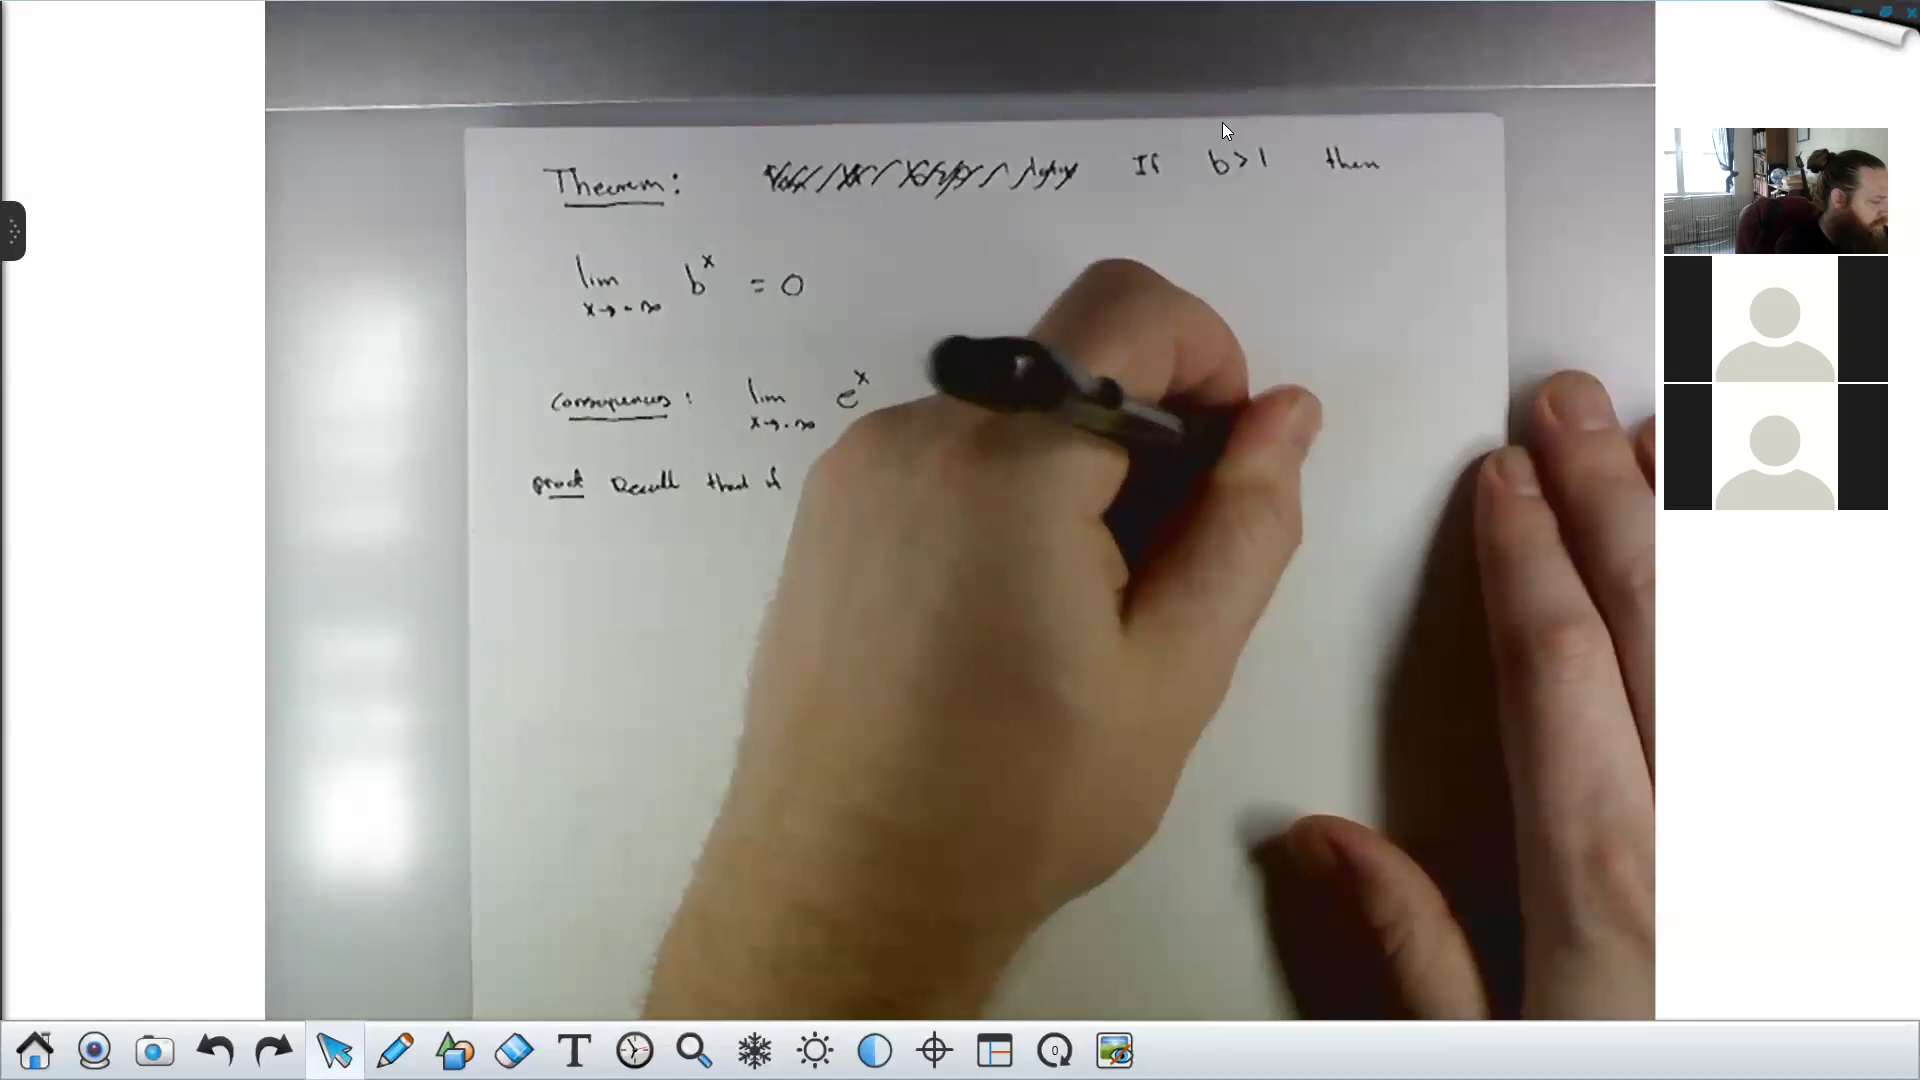 Theorem: If b>1 then
lim b^x = 0
x→-∞
Consequences: lim e^x
x→-∞
proof Recall that if